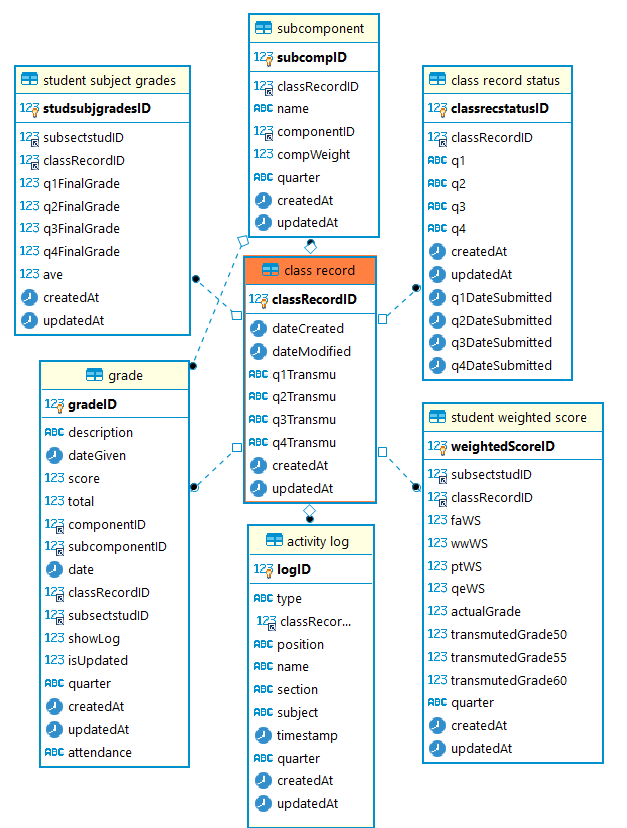 subcomponent
123 subcompID
123 classRecordID
ABC name
123 componentID
123 compWeight
ABC quarter
createdAt
updatedAt
student subject grades
123 studsubjgradesID
123 subsectstudID
123 classRecordID
123 q1FinalGrade
123 q2FinalGrade
123 q3FinalGrade
123 q4FinalGrade
123 ave
createdAt
updatedAt
class record status
123 classrecstatusID
123 classRecordID
ABC q1
ABC q2
ABC q3
ABC q4
createdAt
updatedAt
q1DateSubmitted
q2DateSubmitted
q3DateSubmitted
q4DateSubmitted
class record
123 classRecordID
dateCreated
dateModified
ABC q1Transmu
ABC q2Transmu
ABC q3Transmu
ABC q4Transmu
createdAt
updatedAt
grade
123 gradeID
ABC description
dateGiven
123 score
123 total
123 componentID
123 subcomponentID
date
123 classRecordID
123 subsectstudID
123 showLog
123 isUpdated
ABC quarter
createdAt
updatedAt
ABC attendance
student weighted score
123 weightedScoreID
123 subsectstudID
123 classRecordID
123 faWS
123 wwWS
123 ptWS
123 qeWS
123 actualGrade
123 transmutedGrade50
123 transmutedGrade55
123 transmutedGrade60
ABC quarter
createdAt
updatedAt
activity log
123 logID
ABC type
123 classRecor...
ABC position
ABC name
ABC section
ABC subject
timestamp
ABC quarter
createdAt
updatedAt